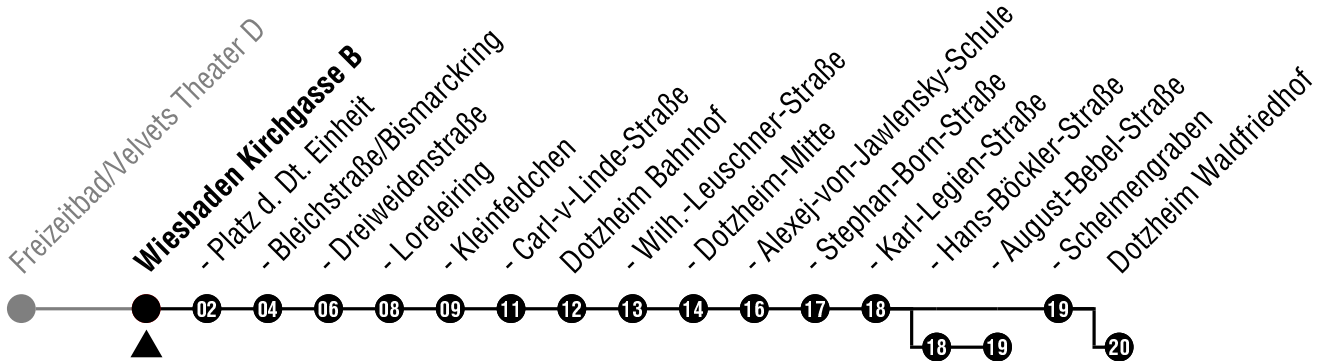 Freizeitbad/Velvets Theater D
Wiesbaden Kirchgasse B
- Platz d. Dt. Einheit
- Bleichstraße/Bismarckring
- Dreiweidenstraße
- Loreleiring
- Kleinfeldchen
- Carl-v-Linde-Straße
Dotzheim Bahnhof
- Wilh.-Leuschner-Straße
- Dotzheim-Mitte
- Alexej-von-Jawlensky-Schule
- Stephan-Born-Straße
- Karl-Legien-Straße
- Hans-Böckler-Straße
- August-Bebel-Straße
- Schelmengraben
Dotzheim Waldfriedhof
02 04 06 08 09 11 12 13 14 16 17 18 19
18 19 20